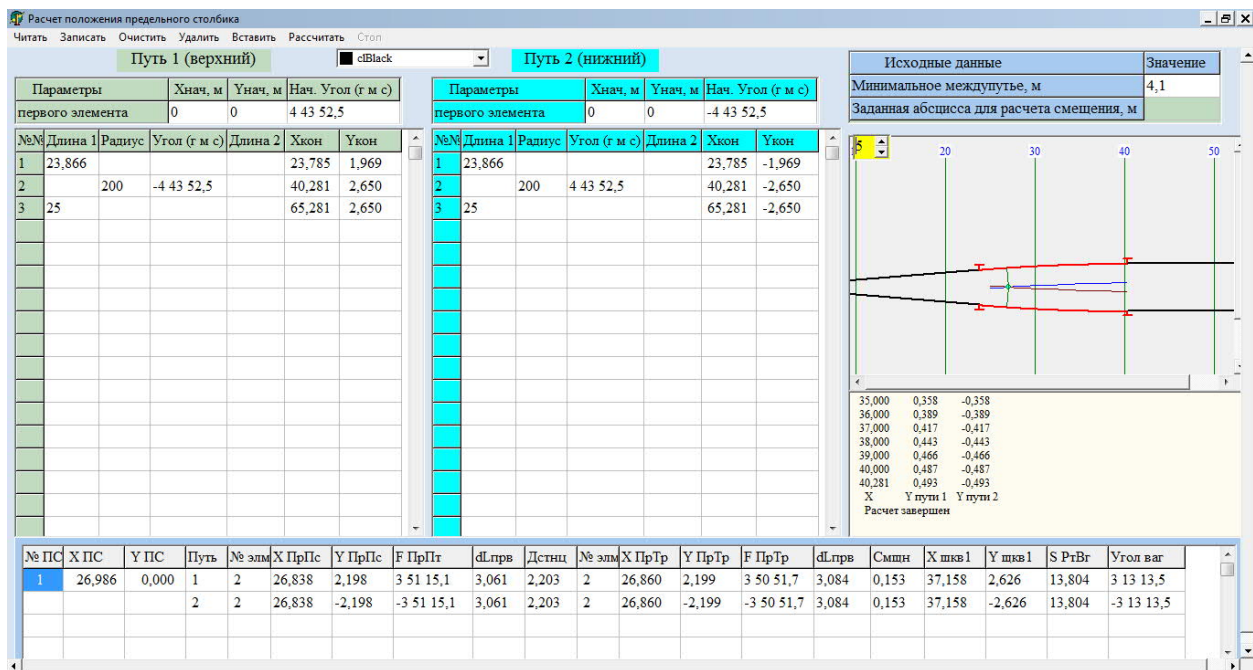 Расчет положения предельного столбика
Читать Записать Очистить Удалить Вставить Рассчитать Стоп
Путь 1 (верхний)
clBlack
Путь 2 (нижний)
Параметры Xнач, м Yнач, м Нач. Угол (г м с)
первого элемента 0 0 4 43 52,5
№№ Длина 1 Радиус Угол (г м с) Длина 2 Xкон Yкон
1 23,866 23,785 1,969
2 200 -4 43 52,5 40,281 2,650
3 25 65,281 2,650
Параметры Xнач, м Yнач, м Нач. Угол (г м с)
первого элемента 0 0 -4 43 52,5
№№ Длина 1 Радиус Угол (г м с) Длина 2 Xкон Yкон
1 23,866 23,785 -1,969
2 200 4 43 52,5 40,281 -2,650
3 25 65,281 -2,650
Исходные данные Значение
Минимальное междупутье, м 4,1
Заданная абсцисса для расчета смещения, м
5 20 30 40 50
35,000 0,358 -0,358
36,000 0,389 -0,389
37,000 0,417 -0,417
38,000 0,443 -0,443
39,000 0,466 -0,466
40,000 0,487 -0,487
40,281 0,493 -0,493
X Y пути 1 Y пути 2
Расчет завершен
№ ПС X ПС Y ПС Путь № элм X ПрПс Y ПрПс F ПрПт dLпрв Дстнц № элм X ПрТр Y ПрТр F ПрТр dLпрв Смшн X шкв1 Y шкв1 S PтBг Угол ваг
1 26,986 0,000 1 2 26,838 2,198 3 51 15,1 3,061 2,203 2 26,860 2,199 3 50 51,7 3,084 0,153 37,158 2,626 13,804 3 13 13,5
2 2 26,838 -2,198 -3 51 15,1 3,061 2,203 2 26,860 -2,199 -3 50 51,7 3,084 0,153 37,158 -2,626 13,804 -3 13 13,5